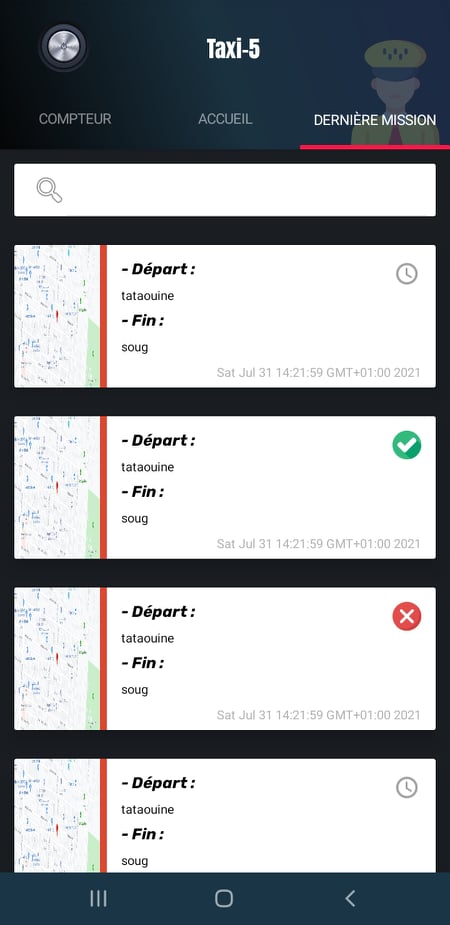 Taxi-5
COMPTEUR
ACCUEIL
DERNIÈRE MISSION
- Départ :
tataouine
- Fin :
soug
Sat Jul 31 14:21:59 GMT+01:00 2021
- Départ :
tataouine
- Fin :
soug
Sat Jul 31 14:21:59 GMT+01:00 2021
- Départ :
tataouine
- Fin :
soug
Sat Jul 31 14:21:59 GMT+01:00 2021
- Départ :
tataouine
- Fin :
soug